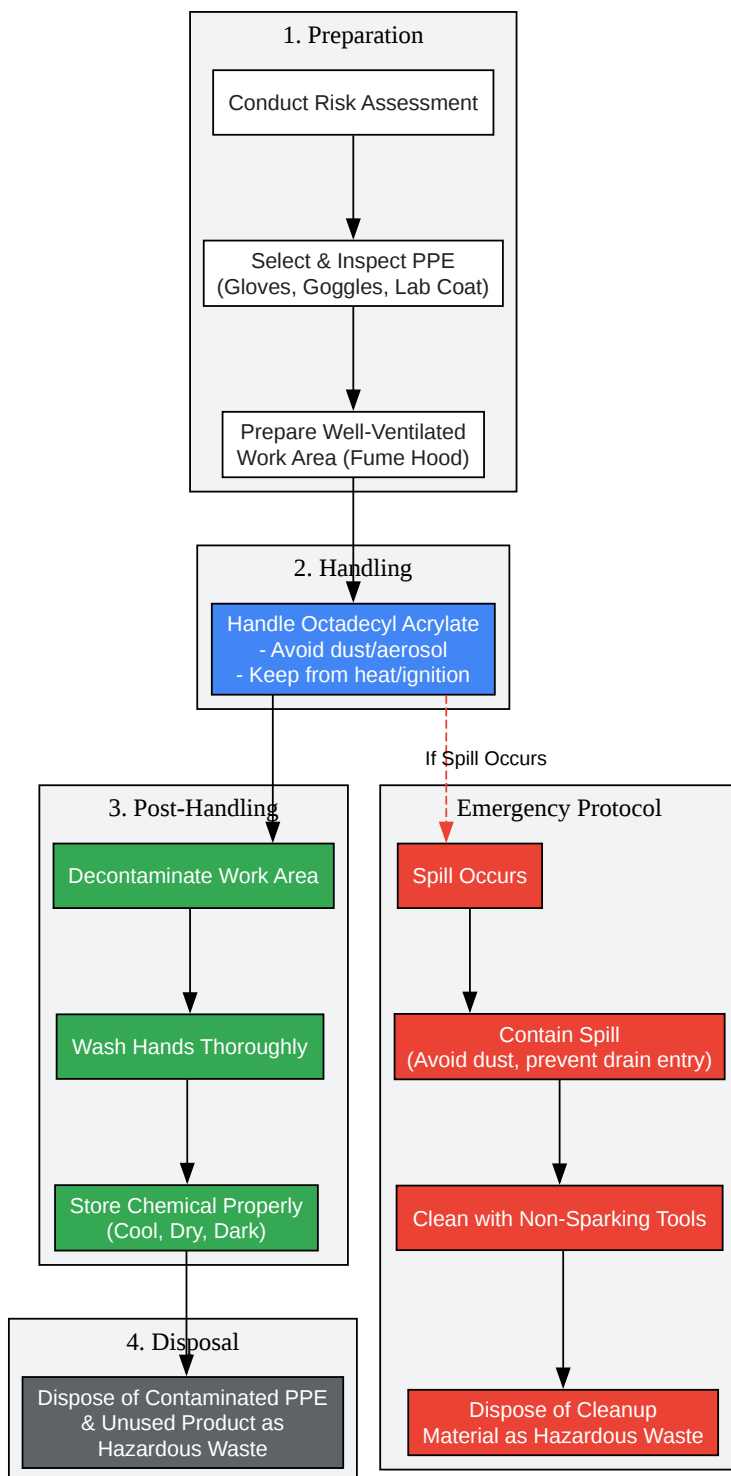 1. Preparation
Conduct Risk Assessment
Select & Inspect PPE
(Gloves, Goggles, Lab Coat)
Prepare Well-Ventilated
Work Area (Fume Hood)
2. Handling
Handle Octadecyl Acrylate
- Avoid dust/aerosol
- Keep from heat/ignition
If Spill Occurs
3. Post-Handling
Decontaminate Work Area
Wash Hands Thoroughly
Store Chemical Properly
(Cool, Dry, Dark)
4. Disposal
Dispose of Contaminated PPE
& Unused Product as
Hazardous Waste
Emergency Protocol
Spill Occurs
Contain Spill
(Avoid dust, prevent drain entry)
Clean with Non-Sparking Tools
Dispose of Cleanup
Material as Hazardous Waste